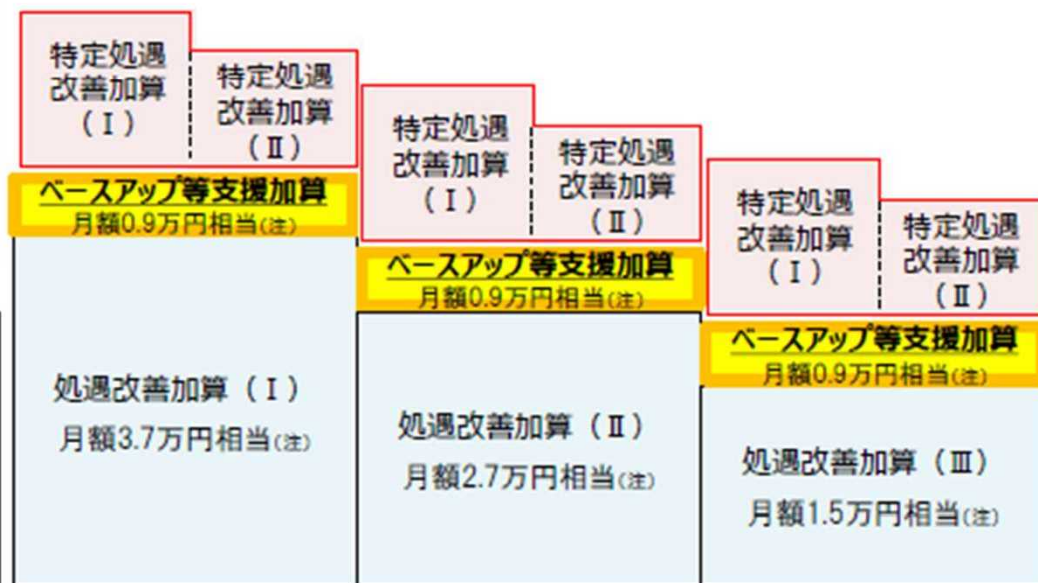 特定処遇
改善加算
(Ⅰ)
特定処遇
改善加算
(Ⅱ)
ベースアップ等支援加算
月額0.9万円相当(注)
処遇改善加算(Ⅰ)
月額3.7万円相当(注)
特定処遇
改善加算
(Ⅰ)
特定処遇
改善加算
(Ⅱ)
ベースアップ等支援加算
月額0.9万円相当(注)
処遇改善加算(Ⅱ)
月額2.7万円相当(注)
特定処遇
改善加算
(Ⅰ)
特定処遇
改善加算
(Ⅱ)
ベースアップ等支援加算
月額0.9万円相当(注)
処遇改善加算(Ⅲ)
月額1.5万円相当(注)